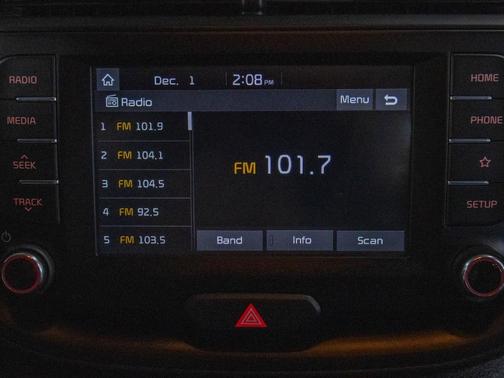 RADIO
MEDIA
SEEK
TRACK
Dec. 1 2:08 PM
Radio Menu
1 FM 101.9
2 FM 104.1
3 FM 104.5
4 FM 92.5
5 FM 103.5
FM 101.7
Band Info Scan
HOME
PHONE
SETUP